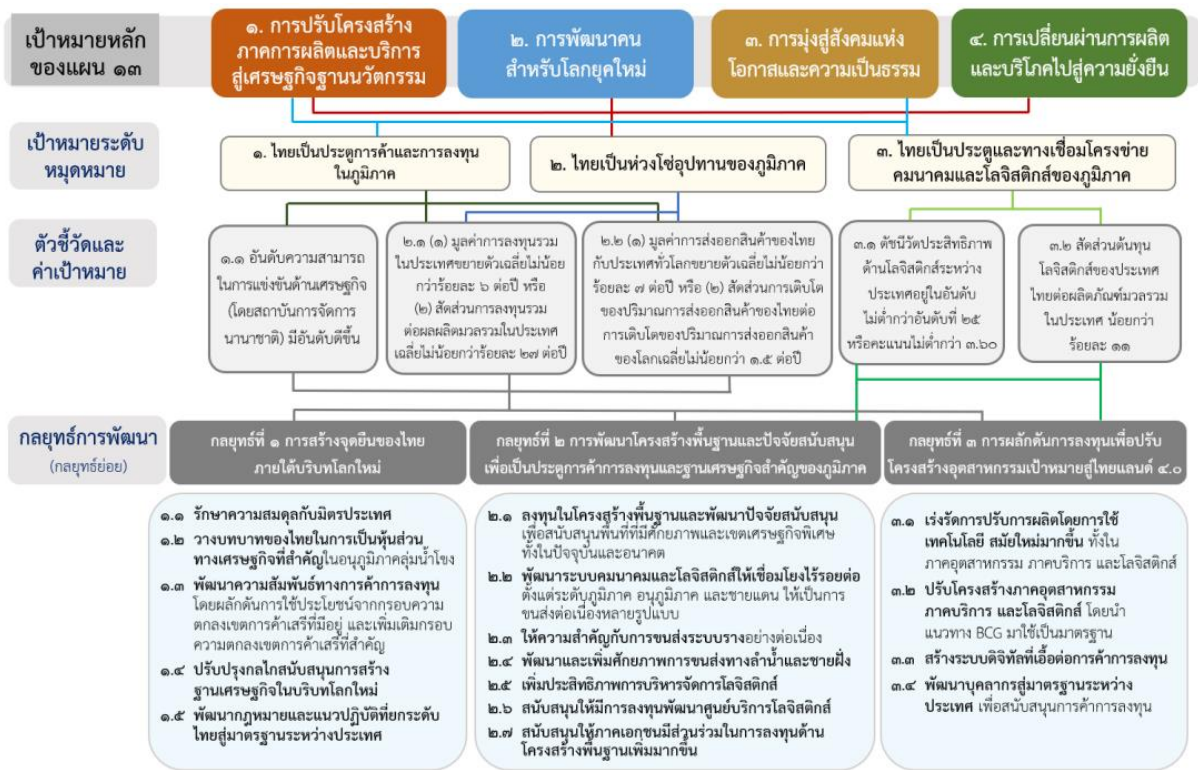 เป้าหมายหลัก
ของแผน ๑๓
๑. การปรับโครงสร้าง
ภาคการผลิตและบริการ
สู่เศรษฐกิจฐานนวัตกรรม
๒. การพัฒนาคน
สำหรับโลกยุคใหม่
๓. การมุ่งสู่สังคมแห่ง
โอกาสและความเป็นธรรม
๔. การเปลี่ยนผ่านการผลิต
และบริโภคไปสู่ความยั่งยืน
เป้าหมายระดับ
หมุดหมาย
๑. ไทยเป็นประตูการค้าและการลงทุน
ในภูมิภาค
๒. ไทยเป็นห่วงโซ่อุปทานของภูมิภาค
๓. ไทยเป็นประตูและทางเชื่อมโครงข่าย
คมนาคมและโลจิสติกส์ของภูมิภาค
ตัวชี้วัดและ
ค่าเป้าหมาย
๑.๑ อันดับความสามารถ
ในการแข่งขันด้านเศรษฐกิจ
(โดยสถาบันการจัดการ
นานาชาติ) มีอันดับดีขึ้น
๒.๑ (๑) มูลค่าการลงทุนรวม
ในประเทศขยายตัวเฉลี่ยไม่น้อย
กว่าร้อยละ ๖ ต่อปี หรือ
(๒) สัดส่วนการลงทุนรวม
ต่อผลผลิตมวลรวมในประเทศ
เฉลี่ยไม่น้อยกว่าร้อยละ ๒๗ ต่อปี
๒.๒ (๑) มูลค่าการส่งออกสินค้าของไทย
กับประเทศทั่วโลกขยายตัวเฉลี่ยไม่น้อยกว่า
ร้อยละ ๗ ต่อปี หรือ (๒) สัดส่วนการเติบโต
ของปริมาณการส่งออกสินค้าของไทยต่อ
การเติบโตของปริมาณการส่งออกสินค้า
ของโลกเฉลี่ยไม่น้อยกว่า ๑.๕ ต่อปี
๓.๑ ดัชนีวัดประสิทธิภาพ
ด้านโลจิสติกส์ระหว่าง
ประเทศอยู่ในอันดับ
ไม่ต่ำกว่าอันดับที่ ๒๕
หรือคะแนนไม่ต่ำกว่า ๓.๖๐
๓.๒ สัดส่วนต้นทุน
โลจิสติกส์ของประเทศ
ไทยต่อผลิตภัณฑ์มวลรวม
ในประเทศ น้อยกว่า
ร้อยละ ๑๑
กลยุทธ์การพัฒนา
(กลยุทธ์ย่อย)
กลยุทธ์ที่ ๑ การสร้างจุดยืนของไทย
ภายใต้บริบทโลกใหม่
กลยุทธ์ที่ ๒ การพัฒนาโครงสร้างพื้นฐานและปัจจัยสนับสนุน
เพื่อเป็นประตูการค้าการลงทุนและฐานเศรษฐกิจสำคัญของภูมิภาค
กลยุทธ์ที่ ๓ การผลักดันการลงทุนเพื่อปรับ
โครงสร้างอุตสาหกรรมเป้าหมายสู่ไทยแลนด์ ๔.๐
๑.๑ รักษาความสมดุลกับมิตรประเทศ
๑.๒ วางบทบาทของไทยในการเป็นหุ้นส่วน
ทางเศรษฐกิจที่สำคัญในอนุภูมิภาคลุ่มน้ำโขง
๑.๓ พัฒนาความสัมพันธ์ทางการค้าการลงทุน
โดยผลักดันการใช้ประโยชน์จากกรอบความ
ตกลงเขตการค้าเสรีที่มีอยู่ และเพิ่มเติมกรอบ
ความตกลงเขตการค้าเสรีที่สำคัญ
๑.๔ ปรับปรุงกลไกสนับสนุนการสร้าง
ฐานเศรษฐกิจในบริบทโลกใหม่
๑.๕ พัฒนากฎหมายและแนวปฏิบัติที่ยกระดับ
ไทยสู่มาตรฐานระหว่างประเทศ
๒.๑ ลงทุนในโครงสร้างพื้นฐานและพัฒนาปัจจัยสนับสนุน
เพื่อสนับสนุนพื้นที่ที่มีศักยภาพและเขตเศรษฐกิจพิเศษ
ทั้งในปัจจุบันและอนาคต
๒.๒ พัฒนาระบบคมนาคมและโลจิสติกส์ให้เชื่อมโยงไร้รอยต่อ
ตั้งแต่ระดับภูมิภาค อนุภูมิภาค และชายแดน ให้เป็นการ
ขนส่งต่อเนื่องหลายรูปแบบ
๒.๓ ให้ความสำคัญกับการขนส่งระบบรางอย่างต่อเนื่อง
๒.๔ พัฒนาและเพิ่มศักยภาพการขนส่งทางลำน้ำและชายฝั่ง
๒.๕ เพิ่มประสิทธิภาพการบริหารจัดการโลจิสติกส์
๒.๖ สนับสนุนให้มีการลงทุนพัฒนาศูนย์บริการโลจิสติกส์
๒.๗ สนับสนุนให้ภาคเอกชนมีส่วนร่วมในการลงทุนด้าน
โครงสร้างพื้นฐานเพิ่มมากขึ้น
๓.๑ เร่งรัดการปรับการผลิตโดยการใช้
เทคโนโลยี สมัยใหม่มากขึ้น ทั้งใน
ภาคอุตสาหกรรม ภาคบริการ และโลจิสติกส์
๓.๒ ปรับโครงสร้างภาคอุตสาหกรรม
ภาคบริการ และโลจิสติกส์ โดยนำ
แนวทาง BCG มาใช้เป็นมาตรฐาน
๓.๓ สร้างระบบดิจิทัลที่เอื้อต่อการค้าการลงทุน
๓.๔ พัฒนาบุคลากรสู่มาตรฐานระหว่าง
ประเทศ เพื่อสนับสนุนการค้าการลงทุน